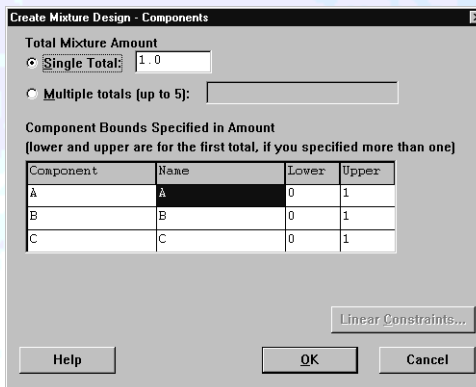 Create Mixture Design - Components
Total Mixture Amount
Single Total: 1.0
Multiple totals (up to 5):
Component Bounds Specified in Amount
(lower and upper are for the first total, if you specified more than one)
Component Name Lower Upper
A A 0 1
B B 0 1
C C 0 1
Linear Constraints...
Help OK Cancel